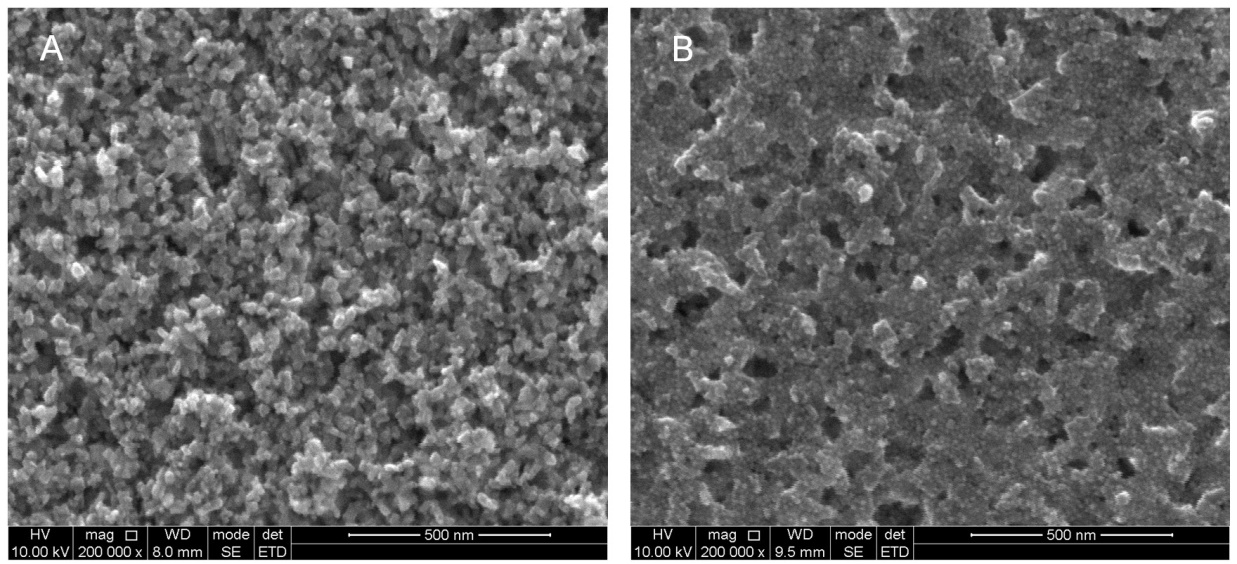 A
B
HV mag □ WD mode det 500 nm
10.00 kV 200 000 x 8.0 mm SE ETD
HV mag □ WD mode det 500 nm
10.00 kV 200 000 x 9.5 mm SE ETD